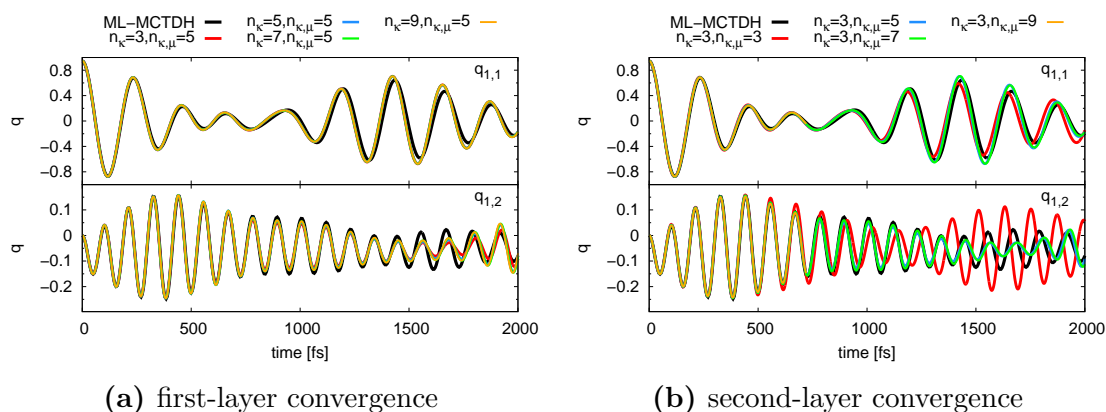 ML−MCTDH n_κ=5,n_κ,μ=5 n_κ=9,n_κ,μ=5
n_κ=3,n_κ,μ=5 n_κ=7,n_κ,μ=5
0.8
0.4
0
−0.4
−0.8
q
q_1,1
0.1
0
−0.1
−0.2
q
q_1,2
0 500 1000 1500 2000
time [fs]
(a) first-layer convergence
ML−MCTDH n_κ=3,n_κ,μ=5 n_κ=3,n_κ,μ=9
n_κ=3,n_κ,μ=3 n_κ=3,n_κ,μ=7
0.8
0.4
0
−0.4
−0.8
q
q_1,1
0.1
0
−0.1
−0.2
q
q_1,2
0 500 1000 1500 2000
time [fs]
(b) second-layer convergence